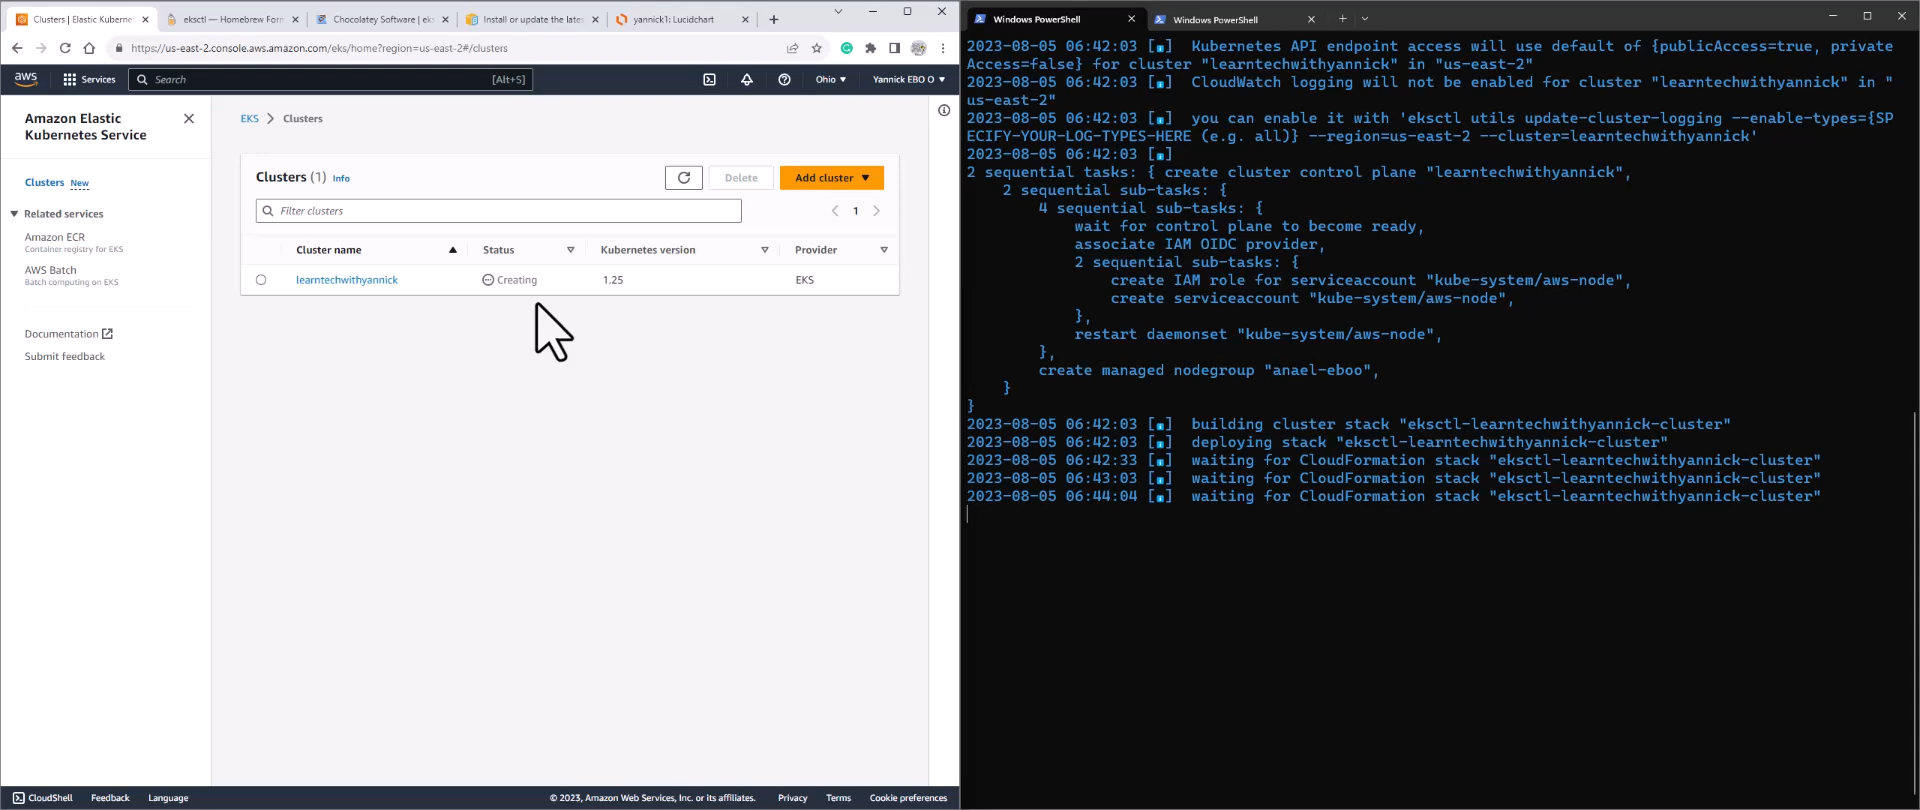 Clusters | Elastic Kubernet
eksctl — Homebrew Form
Chocolatey Software | eks
Install or update the lates
yannick1: Lucidchart
https://us-east-2.console.aws.amazon.com/eks/home?region=us-east-2#/clusters
aws
Services
Search
[Alt+S]
Ohio
Yannick EBO O
Amazon Elastic
Kubernetes Service
Clusters New
Related services
Amazon ECR
Container registry for EKS
AWS Batch
Batch computing on EKS
Documentation
Submit feedback
EKS > Clusters
Clusters (1) Info
Delete
Add cluster
Filter clusters
1
Cluster name
Status
Kubernetes version
Provider
learntechwithyannick
Creating
1.25
EKS
CloudShell
Feedback
Language
© 2023, Amazon Web Services, Inc. or its affiliates.
Privacy
Terms
Cookie preferences
Windows PowerShell
Windows PowerShell
2023-08-05 06:42:03 [i]  Kubernetes API endpoint access will use default of {publicAccess=true, private
Access=false} for cluster "learntechwithyannick" in "us-east-2"
2023-08-05 06:42:03 [i]  CloudWatch logging will not be enabled for cluster "learntechwithyannick" in "
us-east-2"
2023-08-05 06:42:03 [i]  you can enable it with 'eksctl utils update-cluster-logging --enable-types={SP
ECIFY-YOUR-LOG-TYPES-HERE (e.g. all)} --region=us-east-2 --cluster=learntechwithyannick'
2023-08-05 06:42:03 [i]
2 sequential tasks: { create cluster control plane "learntechwithyannick",
2 sequential sub-tasks: {
4 sequential sub-tasks: {
wait for control plane to become ready,
associate IAM OIDC provider,
2 sequential sub-tasks: {
create IAM role for serviceaccount "kube-system/aws-node",
create serviceaccount "kube-system/aws-node",
},
restart daemonset "kube-system/aws-node",
},
create managed nodegroup "anael-eboo",
}
}
2023-08-05 06:42:03 [i]  building cluster stack "eksctl-learntechwithyannick-cluster"
2023-08-05 06:42:03 [i]  deploying stack "eksctl-learntechwithyannick-cluster"
2023-08-05 06:42:33 [i]  waiting for CloudFormation stack "eksctl-learntechwithyannick-cluster"
2023-08-05 06:43:03 [i]  waiting for CloudFormation stack "eksctl-learntechwithyannick-cluster"
2023-08-05 06:44:04 [i]  waiting for CloudFormation stack "eksctl-learntechwithyannick-cluster"